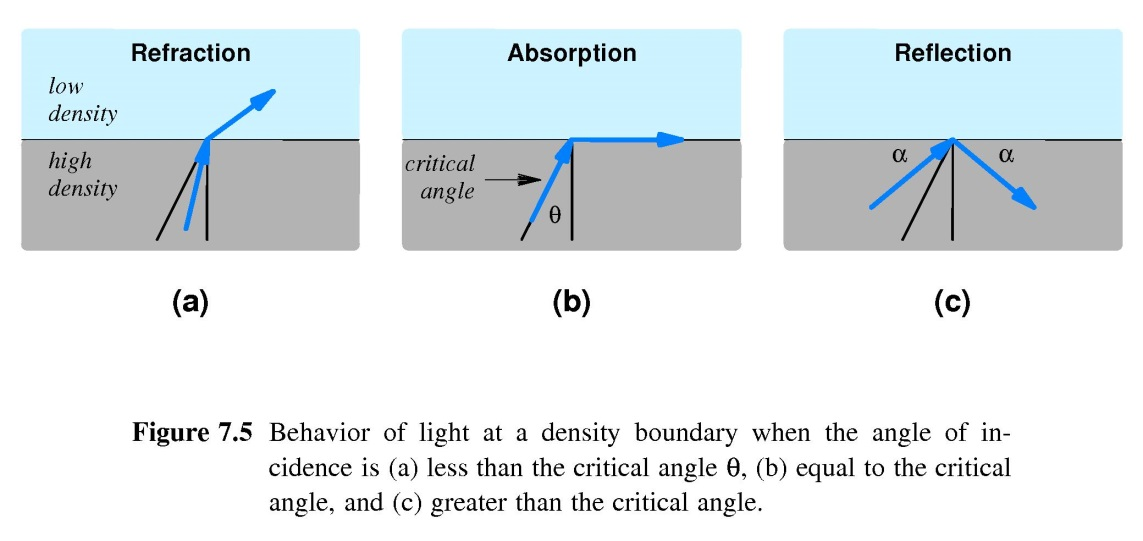 Refraction
low
density
high
density
(a)
Absorption
critical
angle
θ
(b)
Reflection
α
α
(c)
Figure 7.5 Behavior of light at a density boundary when the angle of in-
cidence is (a) less than the critical angle θ, (b) equal to the critical
angle, and (c) greater than the critical angle.